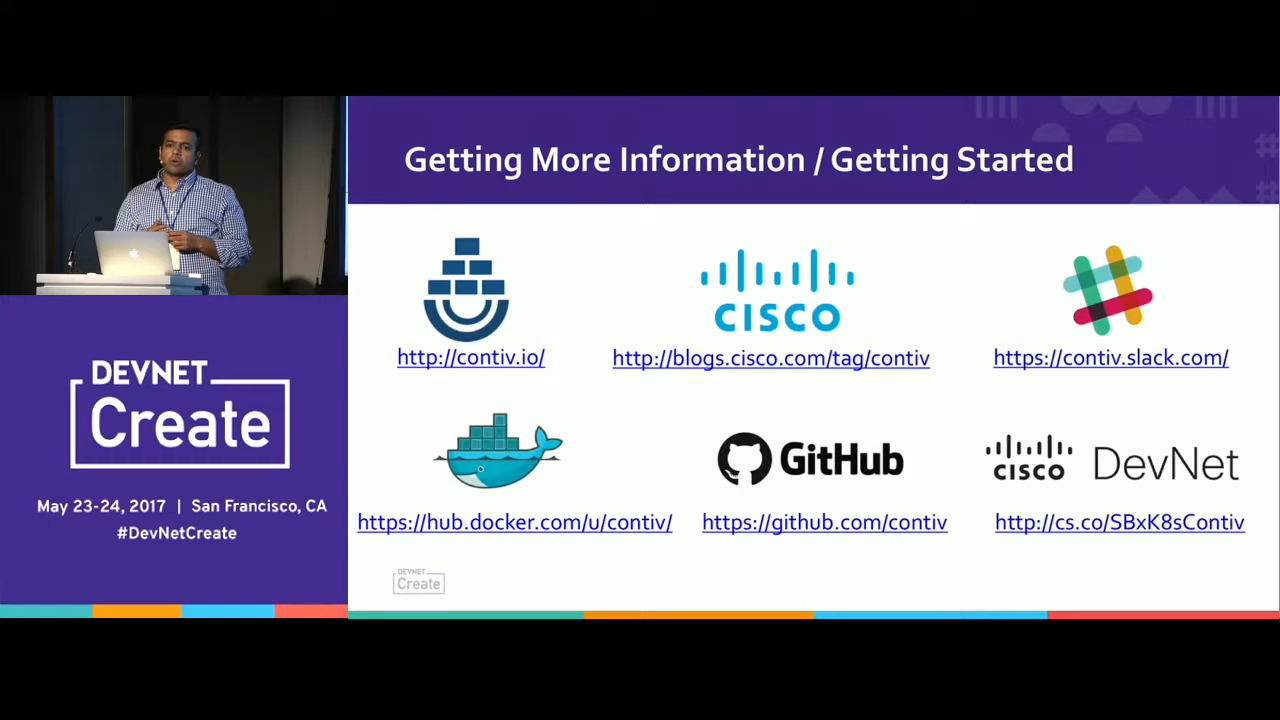 Getting More Information / Getting Started
CISCO
http://contiv.io/
http://blogs.cisco.com/tag/contiv
https://contiv.slack.com/
GitHub
CISCO DevNet
https://hub.docker.com/u/contiv/
https://github.com/contiv
http://cs.co/SBxK8sContiv
DEVNET
Create
DEVNET
Create
May 23-24, 2017 | San Francisco, CA
#DevNetCreate